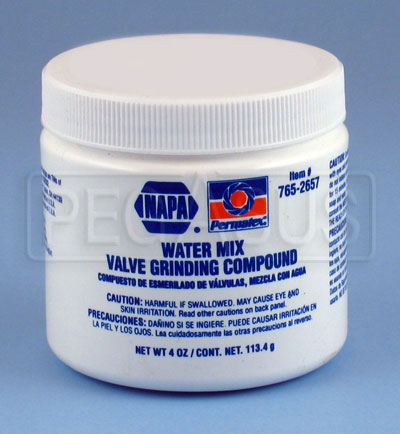 NAPA
Permatex
Item #
765-2657
WATER MIX
VALVE GRINDING COMPOUND
COMPUESTO DE ESMERILADO DE VÁLVULAS, MEZCLA CON AGUA
CAUTION: HARMFUL IF SWALLOWED. MAY CAUSE EYE AND
SKIN IRRITATION. Read other cautions on back panel.
PRECAUCIONES: DAÑINO SI SE INGIERE. PUEDE CAUSAR IRRITACIÓN EN
LA PIEL Y LOS OJOS. Lea cuidadosamente las otras precauciones al reverso.
NET WT 4 OZ/ CONT. NET. 113.4 g
PEGASUS